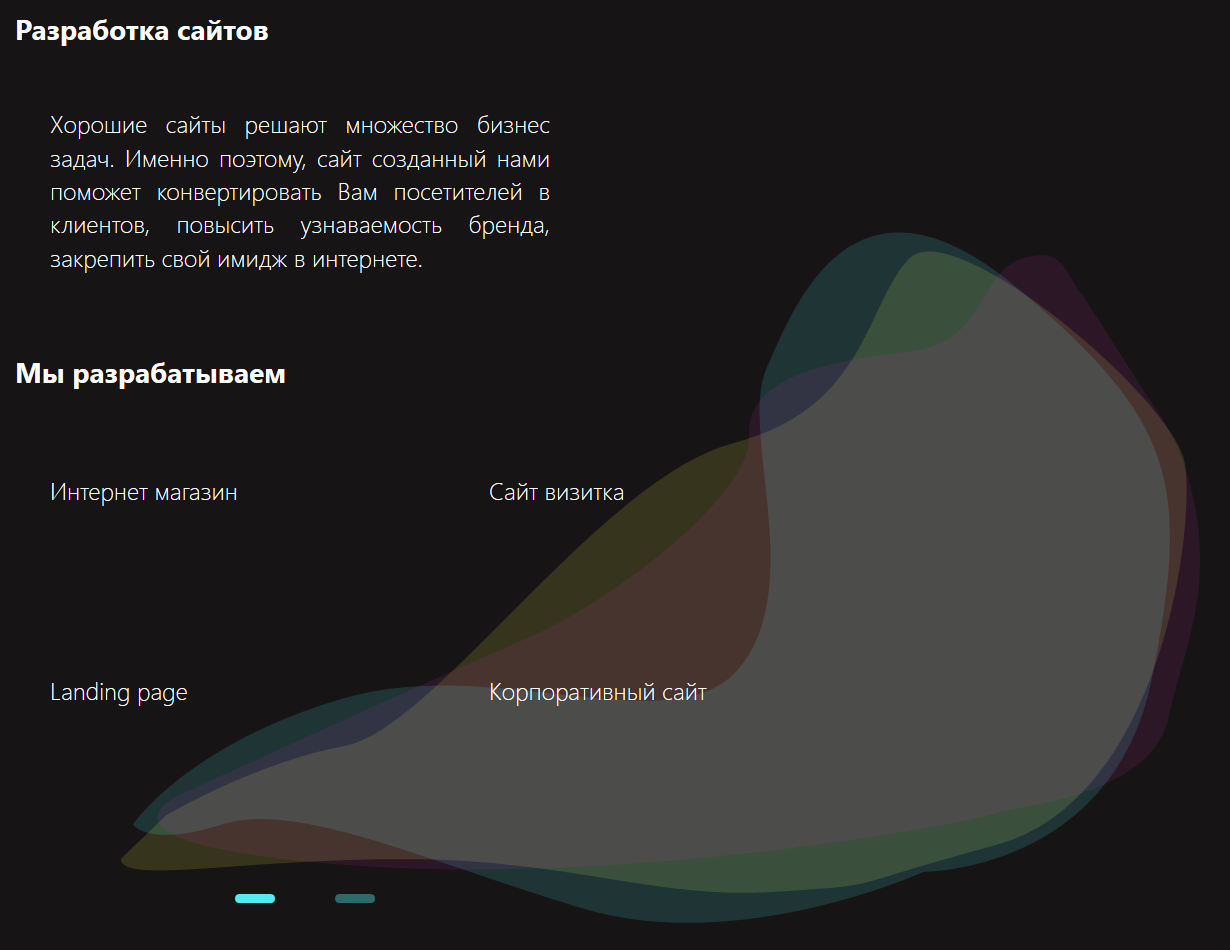 Разработка сайтов
Хорошие сайты решают множество бизнес
задач. Именно поэтому, сайт созданный нами
поможет конвертировать Вам посетителей в
клиентов, повысить узнаваемость бренда,
закрепить свой имидж в интернете.
Мы разрабатываем
Интернет магазин
Сайт визитка
Landing page
Корпоративный сайт